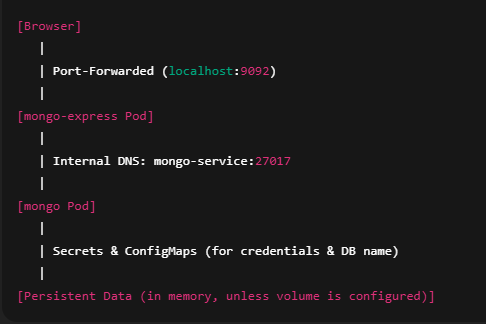 [Browser]
|
| Port-Forwarded (localhost:9092)
|
[mongo-express Pod]
|
| Internal DNS: mongo-service:27017
|
[mongo Pod]
|
| Secrets & ConfigMaps (for credentials & DB name)
|
[Persistent Data (in memory, unless volume is configured)]